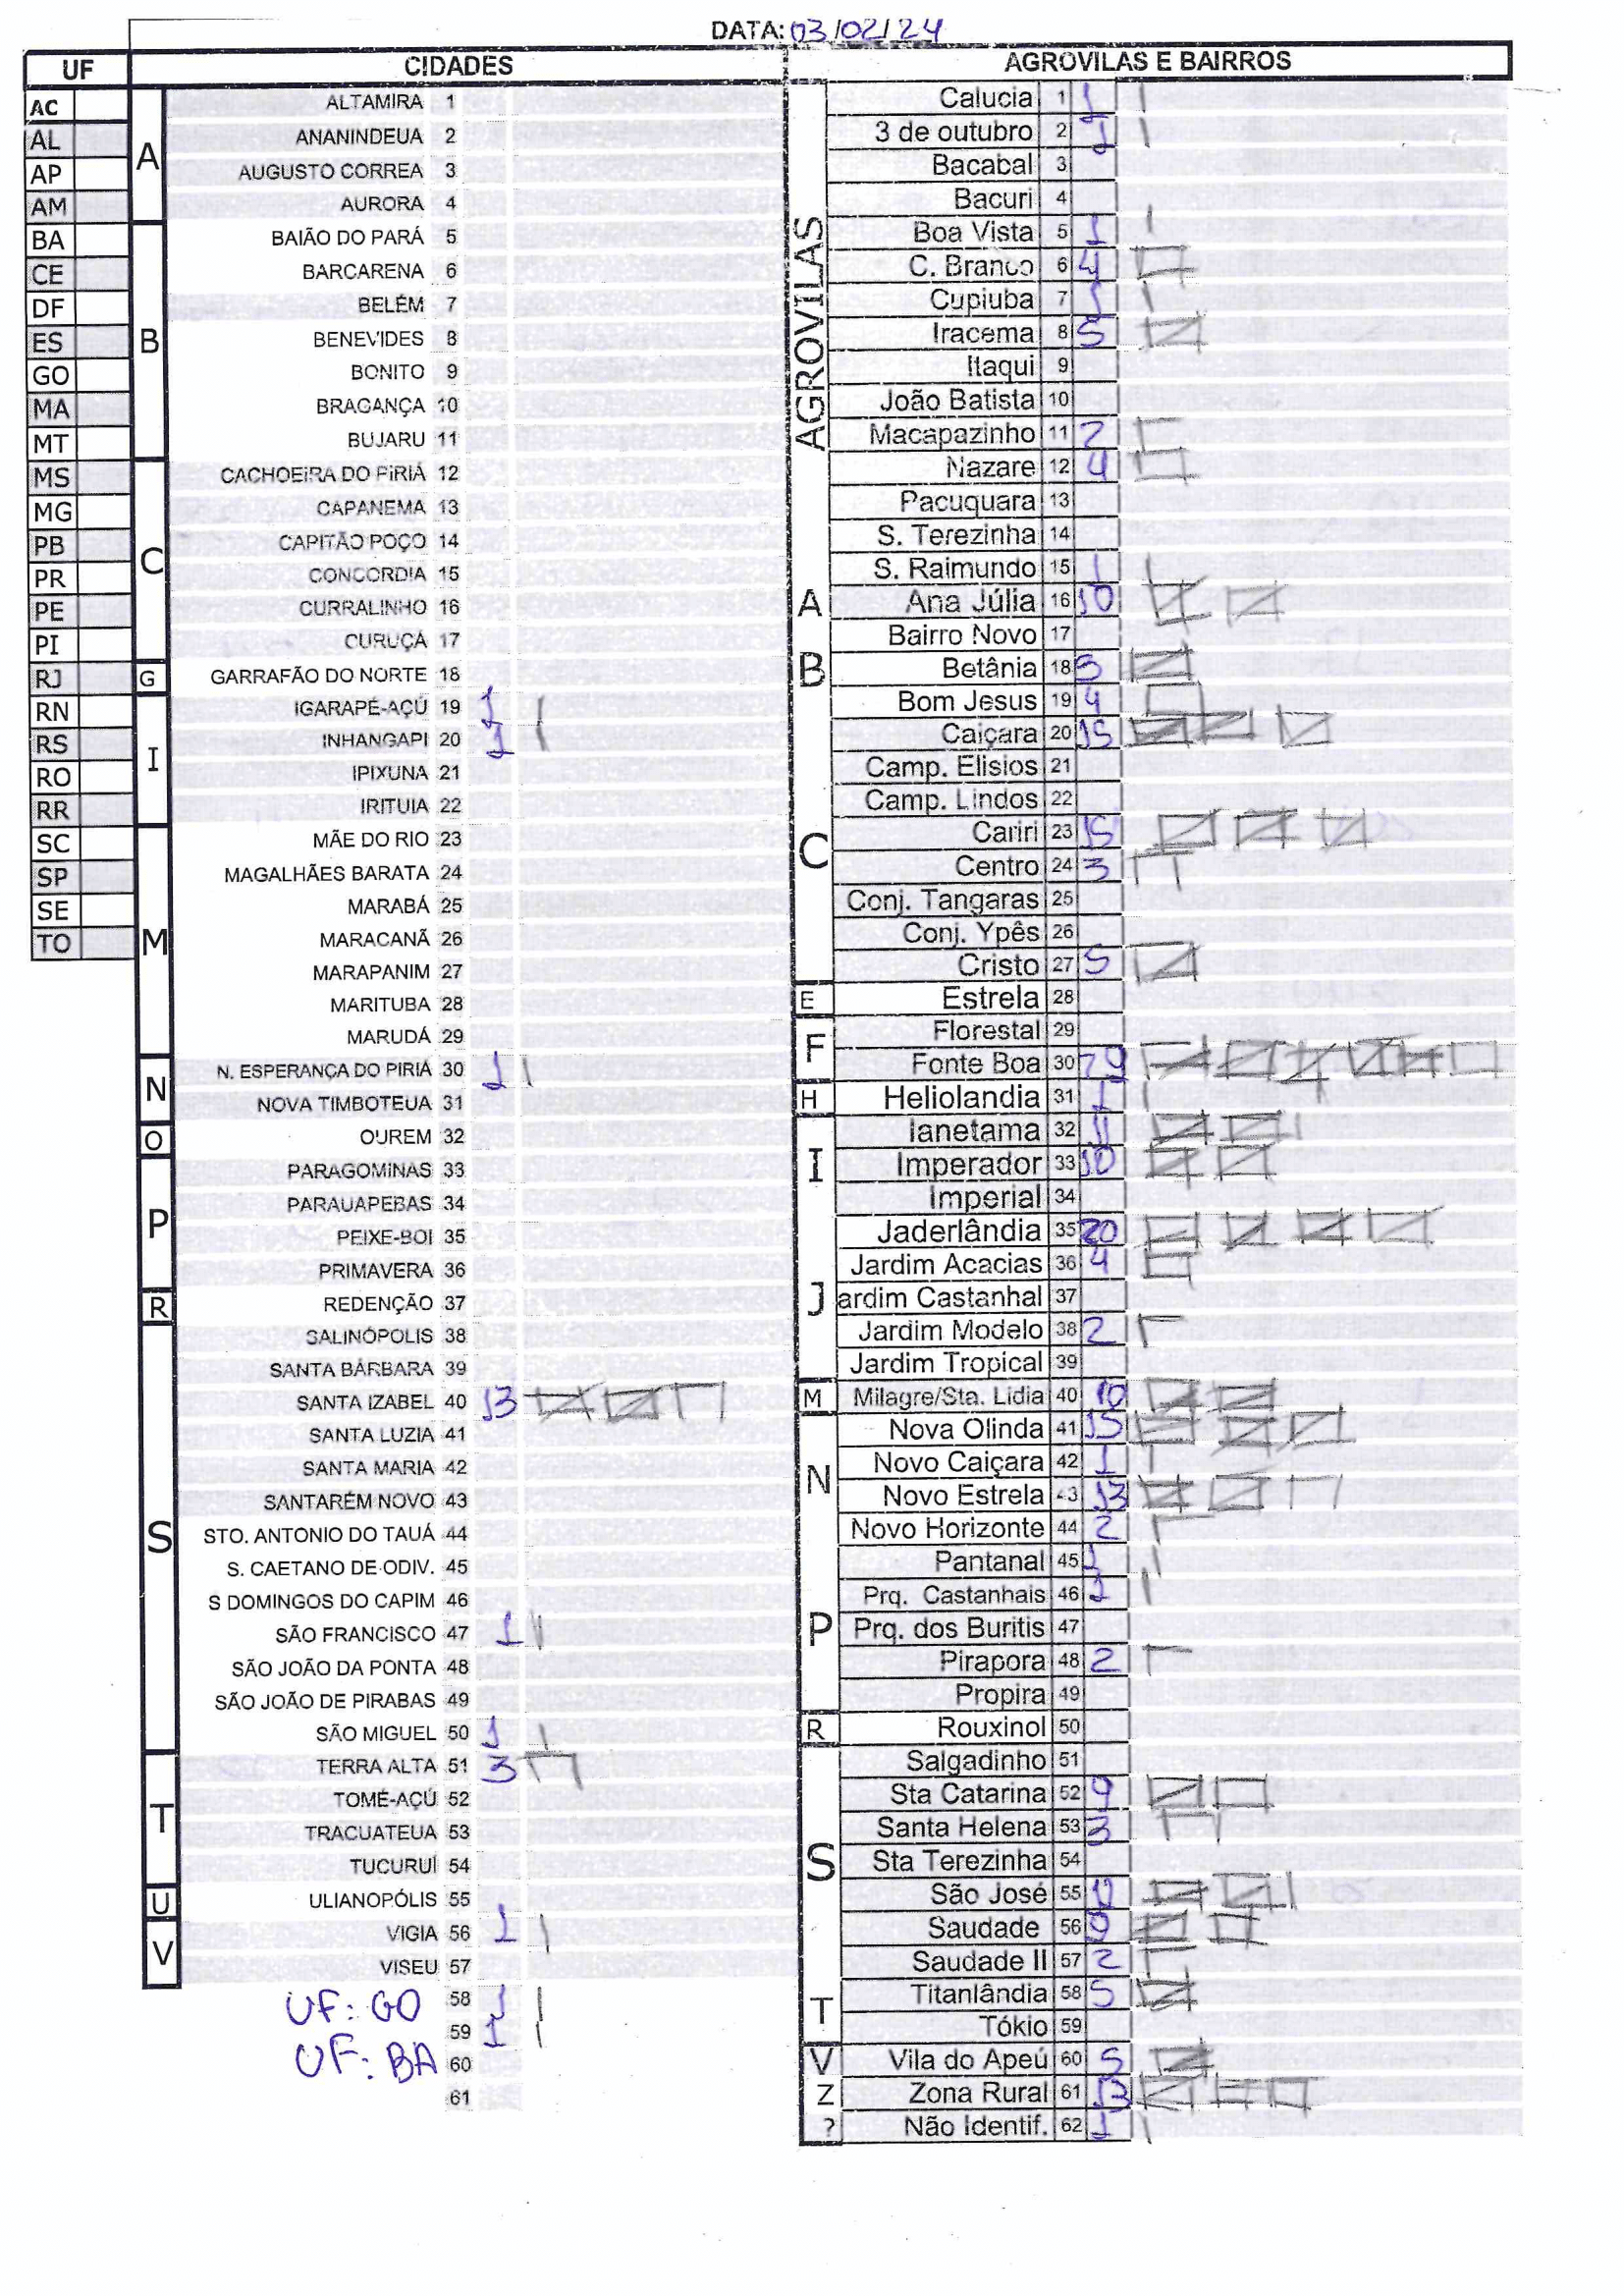 DATA: 03/02/24
UF CIDADES AGROVILAS E BAIRROS
AC
AL
AP
AM
BA
CE
DF
ES
GO
MA
MT
MS
MG
PB
PR
PE
PI
RJ
RN
RS
RO
RR
SC
SP
SE
TO
A
ALTAMIRA 1
ANANINDEUA 2
AUGUSTO CORREA 3
AURORA 4
B
BAIÃO DO PARÁ 5
BARCARENA 6
BELÉM 7
BENEVIDES 8
BONITO 9
BRAGANÇA 10
BUJARU 11
C
CACHOEIRA DO PIRIÁ 12
CAPANEMA 13
CAPITÃO POÇO 14
CONCORDIA 15
CURRALINHO 16
CURUÇÁ 17
G
GARRAFÃO DO NORTE 18
I
IGARAPÉ-AÇÚ 19 1
INHANGAPI 20 1
IPIXUNA 21
IRITUIA 22
M
MÃE DO RIO 23
MAGALHÃES BARATA 24
MARABÁ 25
MARACANÃ 26
MARAPANIM 27
MARITUBA 28
MARUDÁ 29
N
N. ESPERANÇA DO PIRIÁ 30 1
NOVA TIMBOTEUA 31
O
OUREM 32
P
PARAGOMINAS 33
PARAUAPEBAS 34
PEIXE-BOI 35
PRIMAVERA 36
R
REDENÇÃO 37
S
SALINÓPOLIS 38
SANTA BÁRBARA 39
SANTA IZABEL 40 13
SANTA LUZIA 41
SANTA MARIA 42
SANTARÉM NOVO 43
STO. ANTONIO DO TAUÁ 44
S. CAETANO DE ODIV. 45
S DOMINGOS DO CAPIM 46
SÃO FRANCISCO 47 1
SÃO JOÃO DA PONTA 48
SÃO JOÃO DE PIRABAS 49
SÃO MIGUEL 50 1
T
TERRA ALTA 51 3
TOMÉ-AÇÚ 52
TRACUATEUA 53
TUCURUÍ 54
U
ULIANOPÓLIS 55
V
VIGIA 56 1
VISEU 57
UF: GO 58 1
59 1
UF: BA 60
61
AGROVILAS
Calucia 1 1
3 de outubro 2 1
Bacabal 3
Bacuri 4
Boa Vista 5 1
C. Branco 6 4
Cupiuba 7 1
Iracema 8 5
Itaqui 9
João Batista 10
Macapazinho 11 2
Nazare 12 4
Pacuquara 13
S. Terezinha 14
S. Raimundo 15 1
A
Ana Júlia 16 10
Bairro Novo 17
B
Betânia 18 5
Bom Jesus 19 4
Caiçara 20 15
Camp. Elisios 21
Camp. Lindos 22
C
Cariri 23 15
Centro 24 3
Conj. Tangaras 25
Conj. Ypês 26
Cristo 27 5
E
Estrela 28
F
Florestal 29
Fonte Boa 30 29
H
Heliolandia 31 1
I
Ianetama 32 11
Imperador 33 10
Imperial 34
J
Jaderlândia 35 20
Jardim Acacias 36 4
ardim Castanhal 37
Jardim Modelo 38 2
Jardim Tropical 39
M
Milagre/Sta. Lidia 40 10
N
Nova Olinda 41 15
Novo Caiçara 42 1
Novo Estrela 43 13
Novo Horizonte 44 2
P
Pantanal 45 1
Prq. Castanhais 46 1
Prq. dos Buritis 47
Pirapora 48 2
Propira 49
R
Rouxinol 50
S
Salgadinho 51
Sta Catarina 52 9
Santa Helena 53 3
Sta Terezinha 54
São José 55
Saudade 56 9
Saudade II 57 2
T
Titanlândia 58 5
Tókio 59
V
Vila do Apeú 60 5
Z
Zona Rural 61 13
?
Não Identif. 62 1